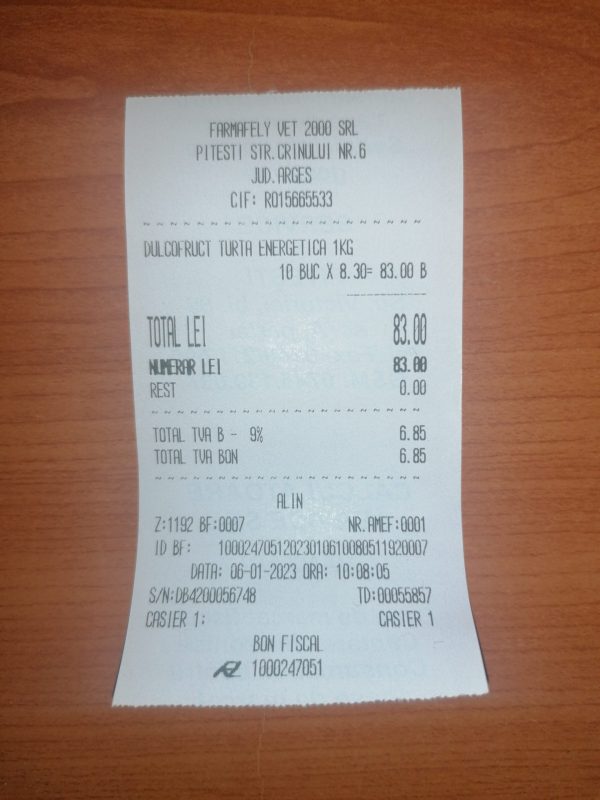 FARMAFELY VET 2000 SRL
PITESTI STR.CRINULUI NR.6
JUD.ARGES
CIF: RO15665533
DULCOFRUCT TURTA ENERGETICA 1KG
10 BUC X 8.30= 83.00 B
TOTAL LEI 83.00
NUMERAR LEI 83.00
REST 0.00
TOTAL TVA B - 9% 6.85
TOTAL TVA BON 6.85
ALIN
Z:1192 BF:0007 NR.AMEF:0001
ID BF: 10002470512023010610080511920007
DATA: 06-01-2023 ORA: 10:08:05
S/N:DB4200056748 TD:00055857
CASIER 1: CASIER 1
BON FISCAL
1000247051